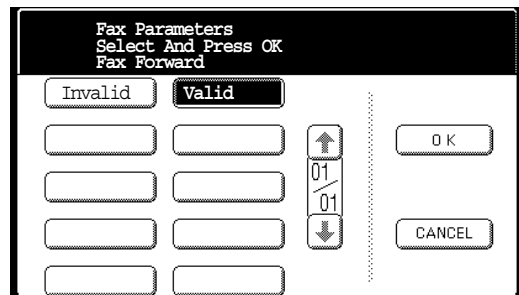 Fax Parameters
Select And Press OK
Fax Forward
Invalid Valid
OK
01
01
CANCEL